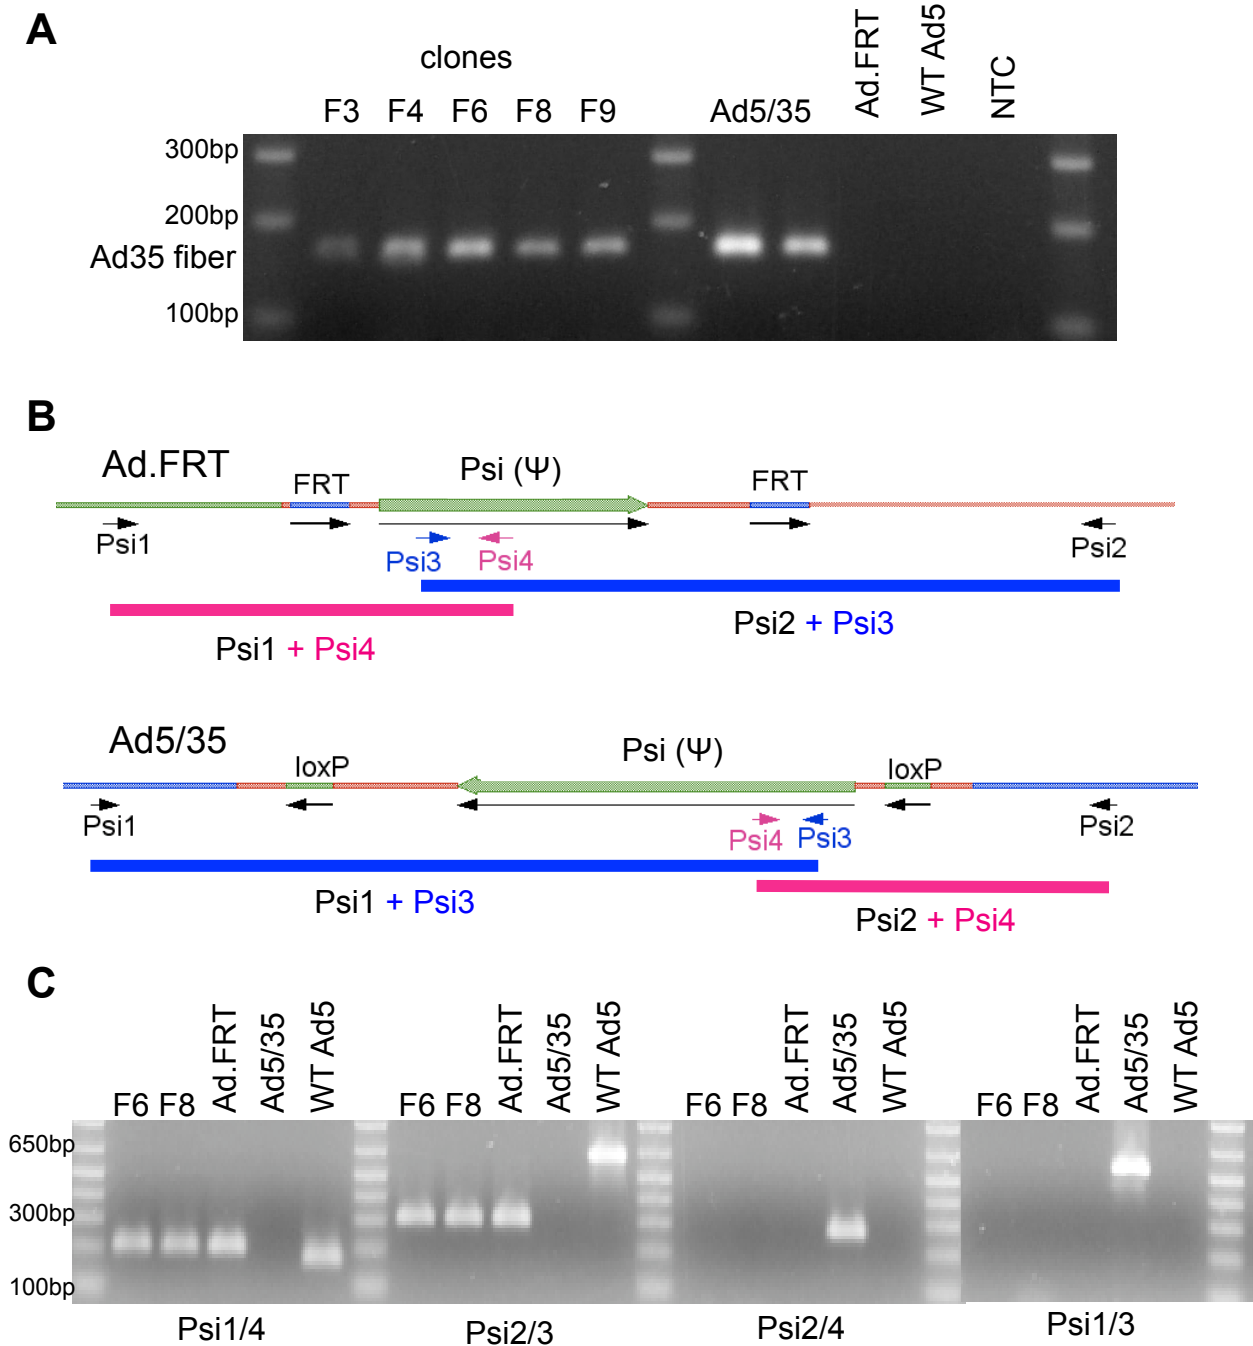 A
clones
F3 F4 F6 F8 F9 Ad5/35 Ad.FRT WT Ad5 NTC
300bp
200bp
Ad35 fiber
100bp
B
Ad.FRT
FRT Psi (Ψ) FRT
Psi1 Psi3 Psi4 Psi2
Psi2 + Psi3
Psi1 + Psi4
Ad5/35
loxP Psi (Ψ) loxP
Psi1 Psi4 Psi3 Psi2
Psi1 + Psi3
Psi2 + Psi4
C
F6 F8 Ad.FRT Ad5/35 WT Ad5 F6 F8 Ad.FRT Ad5/35 WT Ad5 F6 F8 Ad.FRT Ad5/35 WT Ad5 F6 F8 Ad.FRT Ad5/35 WT Ad5
650bp
300bp
100bp
Psi1/4 Psi2/3 Psi2/4 Psi1/3